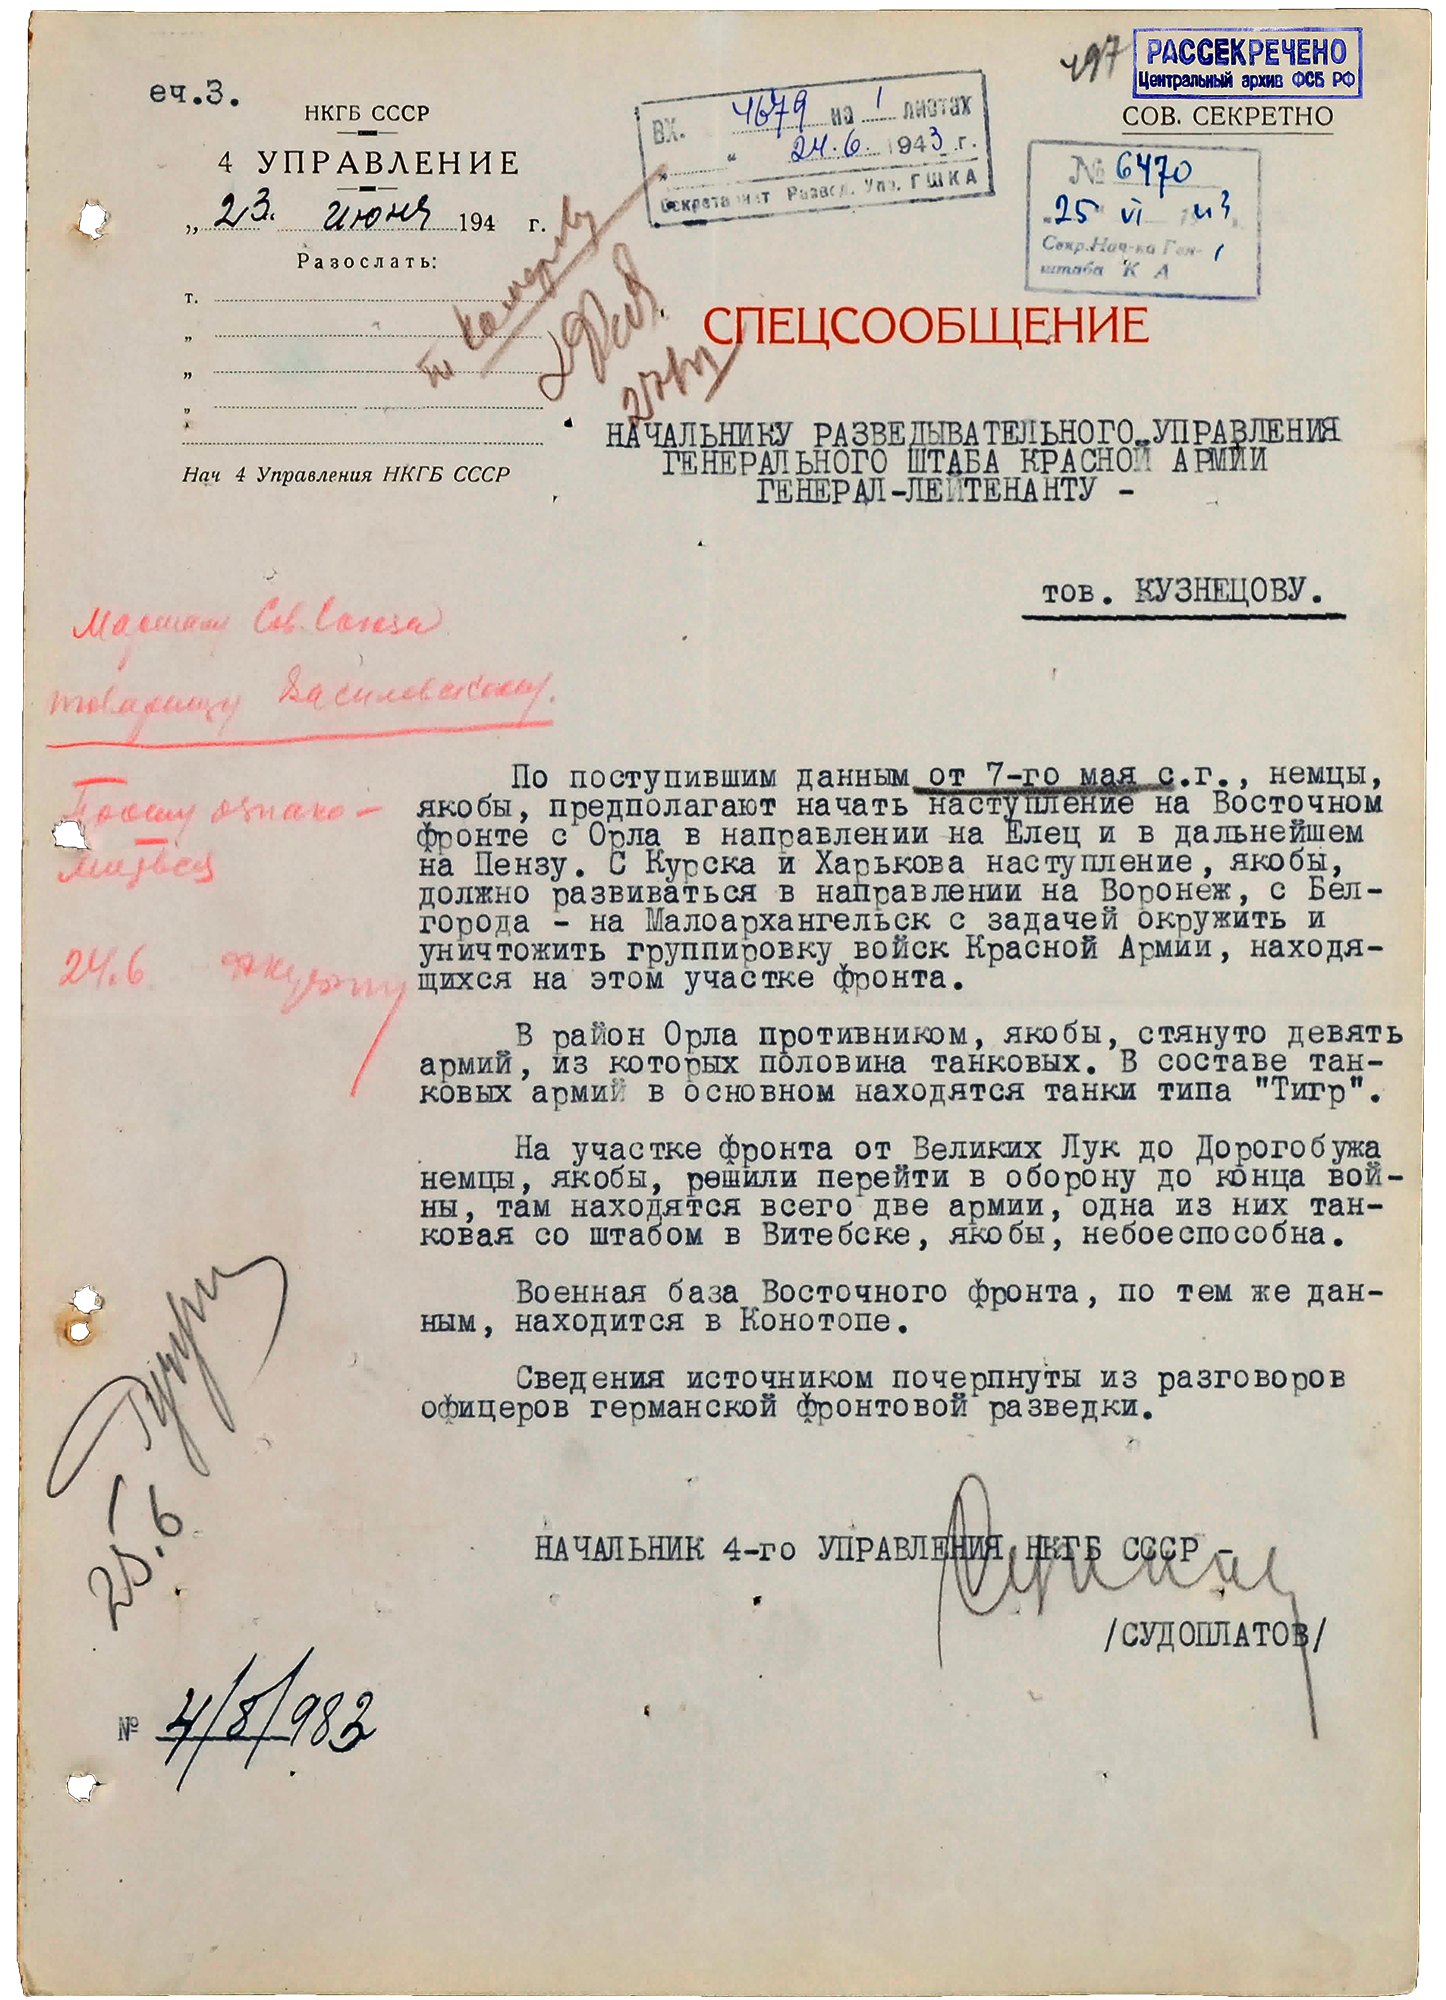 еч.3.
497
РАССЕКРЕЧЕНО
Центральный архив ФСБ РФ
СОВ. СЕКРЕТНО
НКГБ СССР
4 УПРАВЛЕНИЕ
„ 23. июня 194 г.
Разослать:
т.
„
„
„
Нач 4 Управления НКГБ СССР
ВХ. 4679 на 1 листах
„ “ 24.6. 1943 г.
Секретариат Развед. Упр. ГШКА
№ 6470
"25" VI 43
Секр.Нач-ка Ген-
штаба К А
СПЕЦСООБЩЕНИЕ
НАЧАЛЬНИКУ РАЗВЕДЫВАТЕЛЬНОГО УПРАВЛЕНИЯ
ГЕНЕРАЛЬНОГО ШТАБА КРАСНОЙ АРМИИ
ГЕНЕРАЛ-ЛЕЙТЕНАНТУ -
тов. КУЗНЕЦОВУ.
Маршалу Сов. Союза
товарищу Василевскому.
Прошу ознако-
миться
24.6
По поступившим данным от 7-го мая с.г., немцы,
якобы, предполагают начать наступление на Восточном
фронте с Орла в направлении на Елец и в дальнейшем
на Пензу. С Курска и Харькова наступление, якобы,
должно развиваться в направлении на Воронеж, с Бел-
города - на Малоархангельск с задачей окружить и
уничтожить группировку войск Красной Армии, находя-
щихся на этом участке фронта.
В район Орла противником, якобы, стянуто девять
армий, из которых половина танковых. В составе тан-
ковых армий в основном находятся танки типа "Тигр".
На участке фронта от Великих Лук до Дорогобужа
немцы, якобы, решили перейти в оборону до конца вой-
ны, там находятся всего две армии, одна из них тан-
ковая со штабом в Витебске, якобы, небоеспособна.
Военная база Восточного фронта, по тем же дан-
ным, находится в Конотопе.
Сведения источником почерпнуты из разговоров
офицеров германской фронтовой разведки.
25.6
НАЧАЛЬНИК 4-го УПРАВЛЕНИЯ НКГБ СССР -
/СУДОПЛАТОВ/
№ 4/8/983